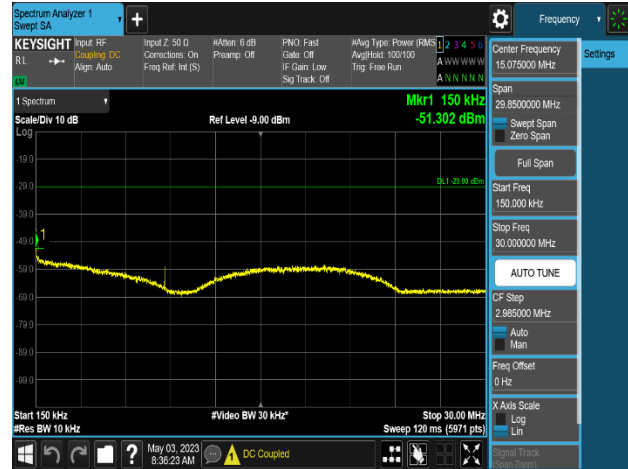 Spectrum Analyzer 1
Swept SA
Frequency
KEYSIGHT
RL
Input: RF
Coupling: DC
Align: Auto
Input Z: 50 Ω
Corrections: On
Freq Ref: Int (S)
#Atten: 6 dB
Preamp: Off
PNO: Fast
Gate: Off
IF Gain: Low
Sig Track: Off
#Avg Type: Power (RMS
Avg|Hold: 100/100
Trig: Free Run
1 2 3 4 5 6
A W W W W W
A N N N N N
Center Frequency
15.075000 MHz
Settings
Span
29.8500000 MHz
Swept Span
Zero Span
Full Span
Start Freq
150.000 kHz
Stop Freq
30.000000 MHz
AUTO TUNE
CF Step
2.985000 MHz
Auto
Man
Freq Offset
0 Hz
X Axis Scale
Log
Lin
Signal Track
(Span Zoom)
1 Spectrum
Scale/Div 10 dB
Log
Ref Level -9.00 dBm
Mkr1 150 kHz
-51.302 dBm
DL1 -29.00 dBm
-19.0
-29.0
-39.0
-49.0
-59.0
-69.0
-79.0
-89.0
-99.0
1
Start 150 kHz
#Res BW 10 kHz
#Video BW 30 kHz*
Stop 30.00 MHz
Sweep 120 ms (5971 pts)
?
May 03, 2023
8:36:23 AM
DC Coupled